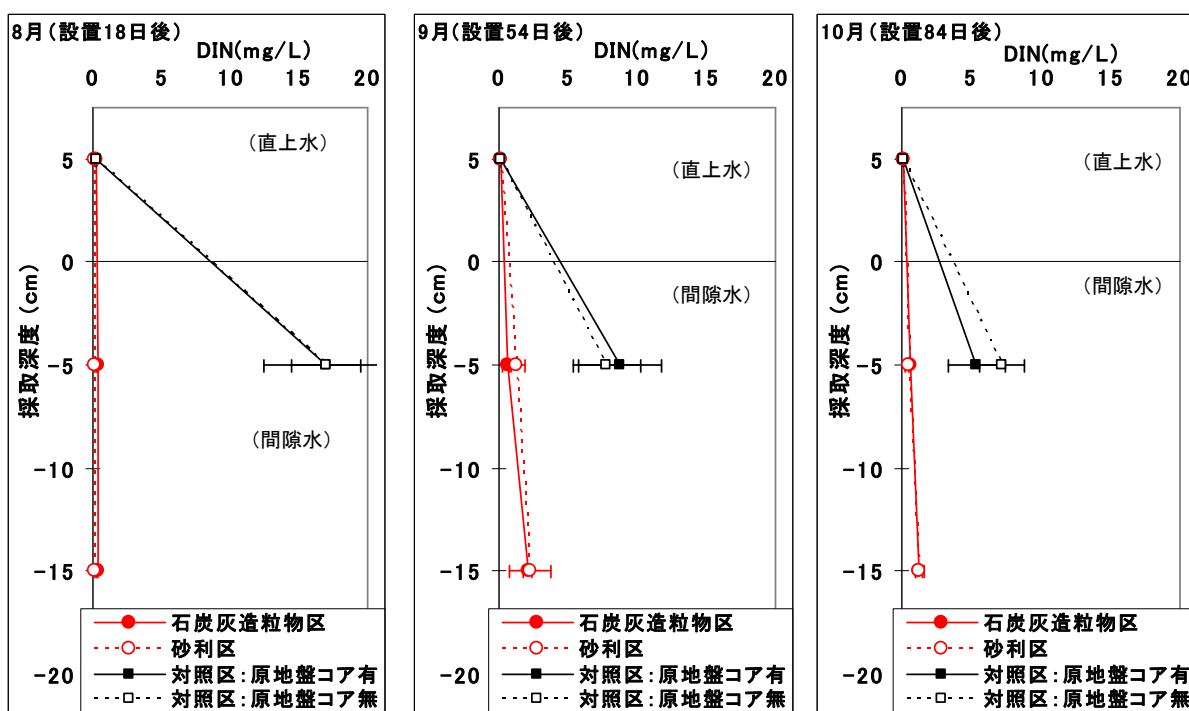 8月(設置18日後)
DIN(mg/L)
0 5 10 15 20
(直上水)
5
0
-5
(間隙水)
-10
-15
-20
採取深度 (cm)
石炭灰造粒物区
砂利区
対照区:原地盤コア有
対照区:原地盤コア無
9月(設置54日後)
DIN(mg/L)
0 5 10 15 20
(直上水)
5
0
(間隙水)
-5
-10
-15
-20
採取深度 (cm)
石炭灰造粒物区
砂利区
対照区:原地盤コア有
対照区:原地盤コア無
10月(設置84日後)
DIN(mg/L)
0 5 10 15 20
(直上水)
5
0
(間隙水)
-5
-10
-15
-20
採取深度 (cm)
石炭灰造粒物区
砂利区
対照区:原地盤コア有
対照区:原地盤コア無